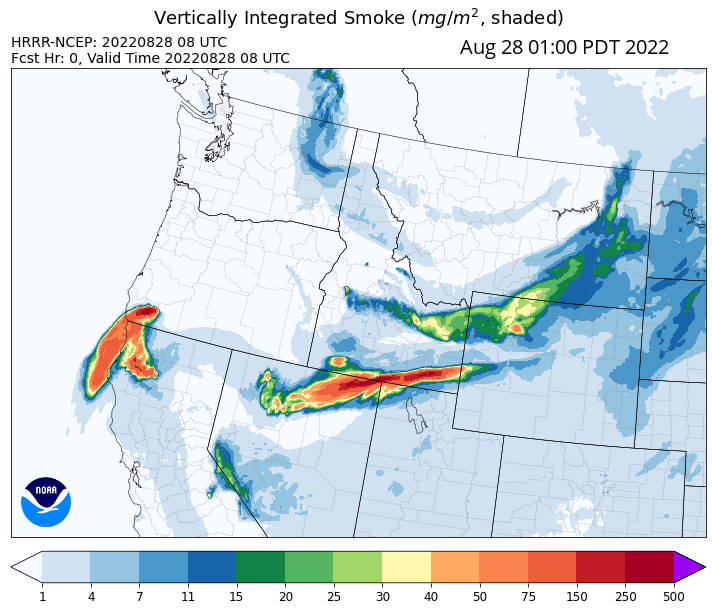 Vertically Integrated Smoke (mg/m², shaded)
HRRR-NCEP: 20220828 08 UTC
Fcst Hr: 0, Valid Time 20220828 08 UTC
Aug 28 01:00 PDT 2022
NOAA
1 4 7 11 15 20 25 30 40 50 75 150 250 500